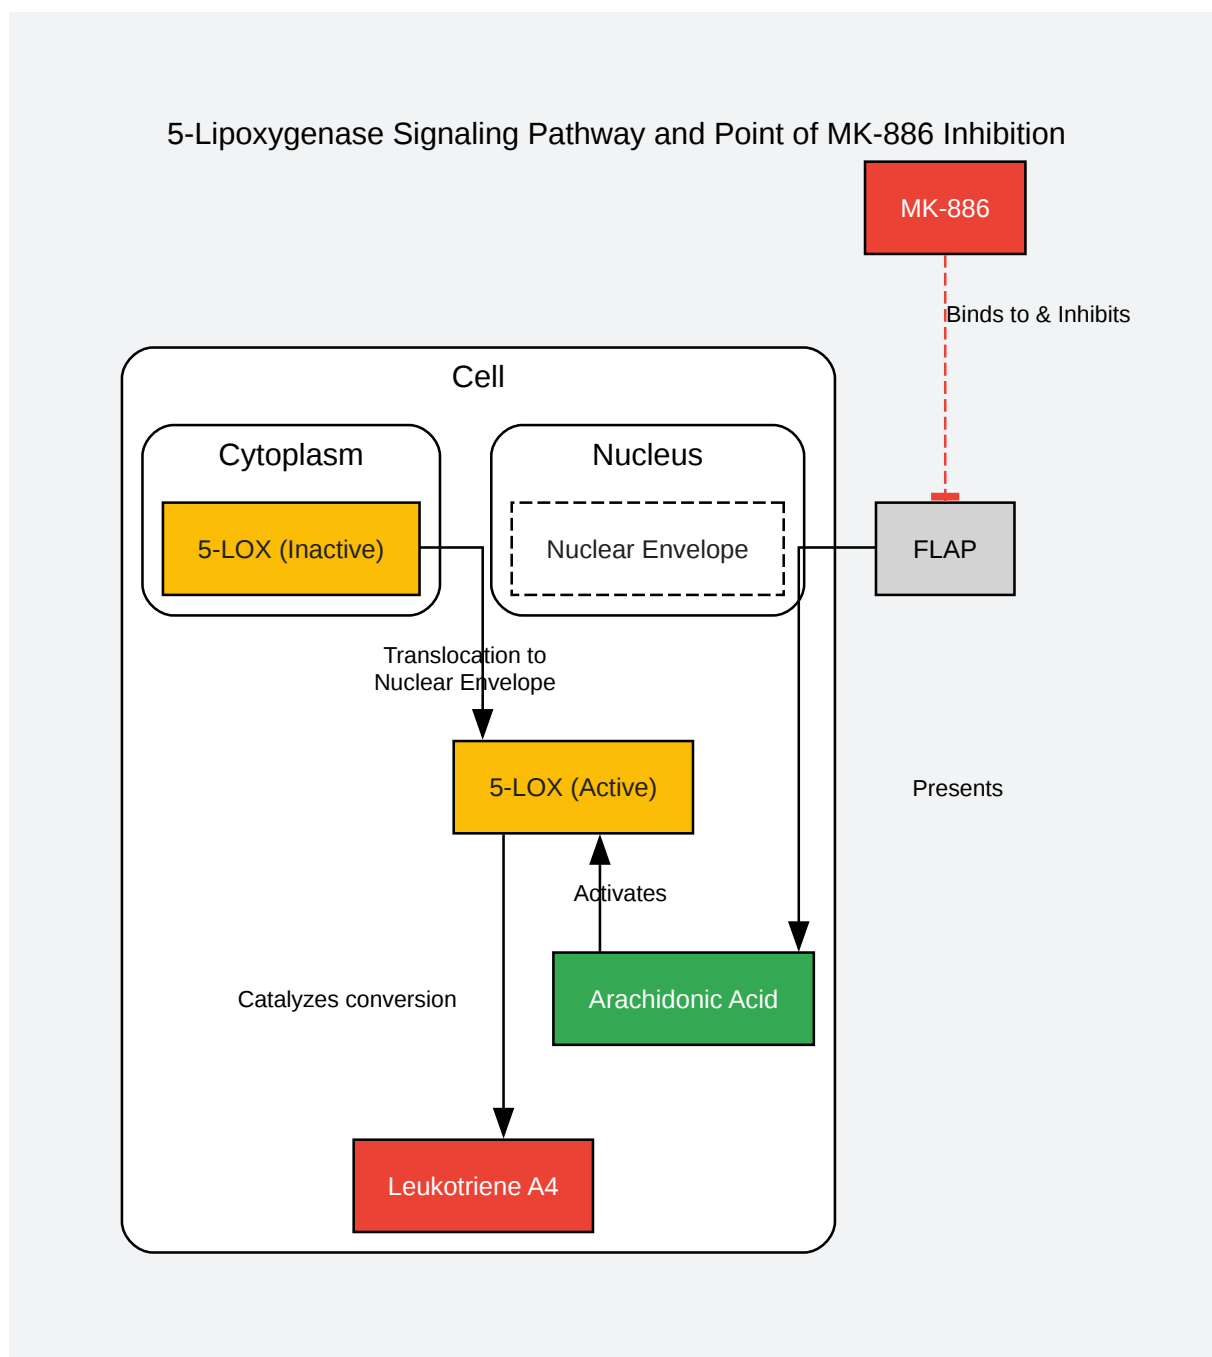 5-Lipoxygenase Signaling Pathway and Point of MK-886 Inhibition
MK-886
Binds to & Inhibits
Cell
Cytoplasm
Nucleus
5-LOX (Inactive)
Nuclear Envelope
FLAP
Translocation to
Nuclear Envelope
5-LOX (Active)
Presents
Activates
Catalyzes conversion
Arachidonic Acid
Leukotriene A4